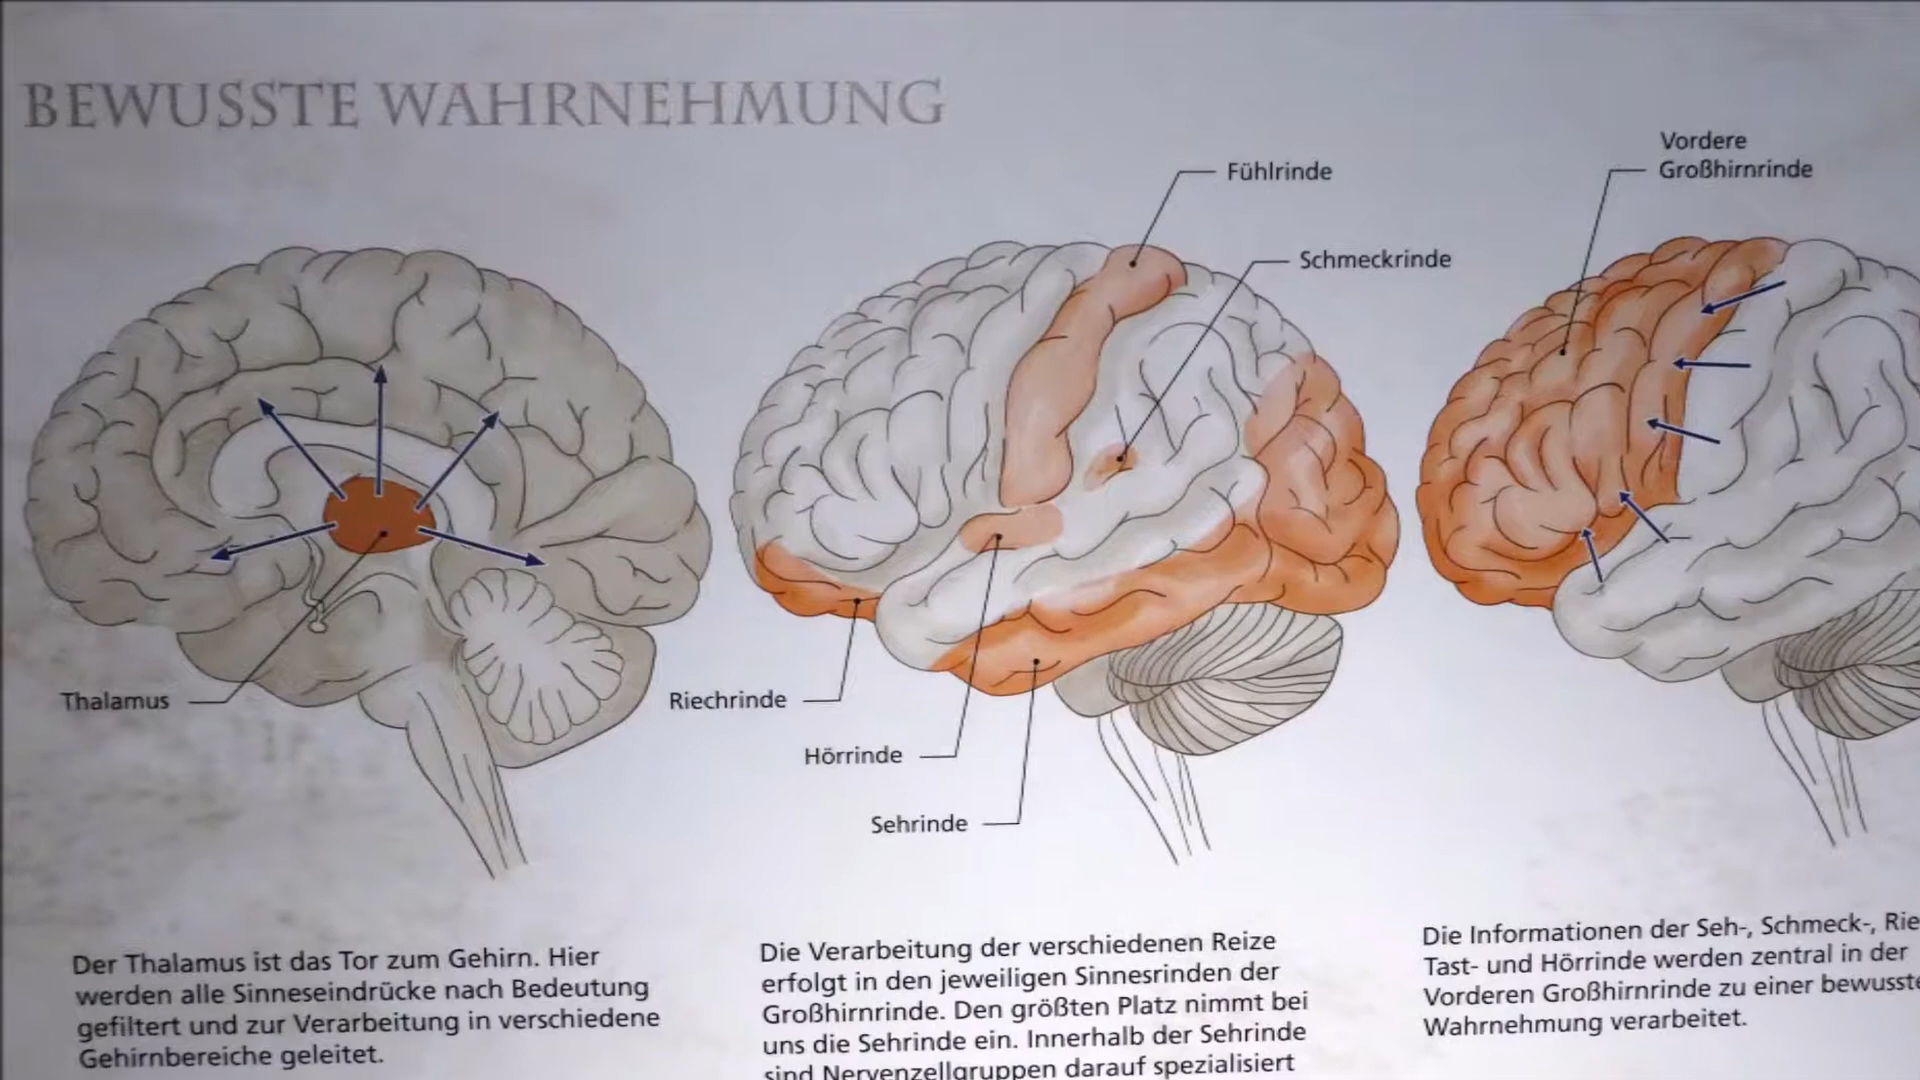 BEWUSSTE WAHRNEHMUNG
Vordere
Großhirnrinde
Fühlrinde
Schmeckrinde
Thalamus
Riechrinde
Hörrinde
Sehrinde
Der Thalamus ist das Tor zum Gehirn. Hier
werden alle Sinneseindrücke nach Bedeutung
gefiltert und zur Verarbeitung in verschiedene
Gehirnbereiche geleitet.
Die Verarbeitung der verschiedenen Reize
erfolgt in den jeweiligen Sinnesrinden der
Großhirnrinde. Den größten Platz nimmt bei
uns die Sehrinde ein. Innerhalb der Sehrinde
sind Nervenzellgruppen darauf spezialisiert
Die Informationen der Seh-, Schmeck-, Rie
Tast- und Hörrinde werden zentral in der
Vorderen Großhirnrinde zu einer bewusste
Wahrnehmung verarbeitet.